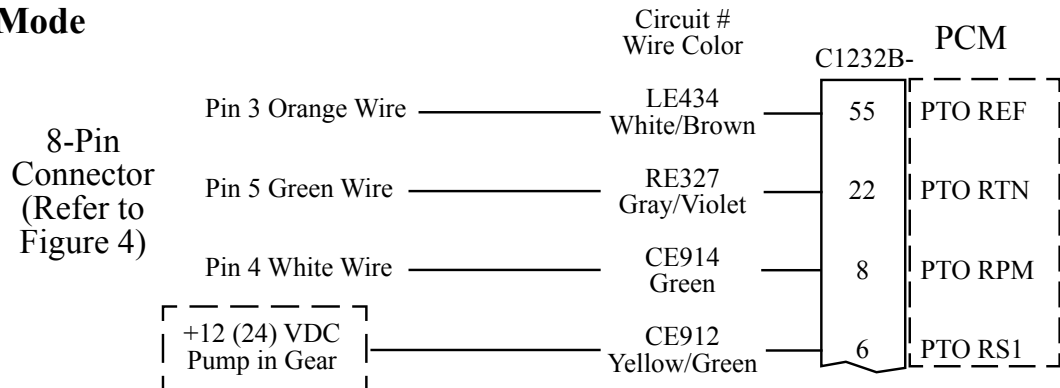 Mode
Circuit #
Wire Color
C1232B-
PCM
8-Pin
Connector
(Refer to
Figure 4)
Pin 3 Orange Wire
LE434
White/Brown
55
PTO REF
Pin 5 Green Wire
RE327
Gray/Violet
22
PTO RTN
Pin 4 White Wire
CE914
Green
8
PTO RPM
+12 (24) VDC
Pump in Gear
CE912
Yellow/Green
6
PTO RS1